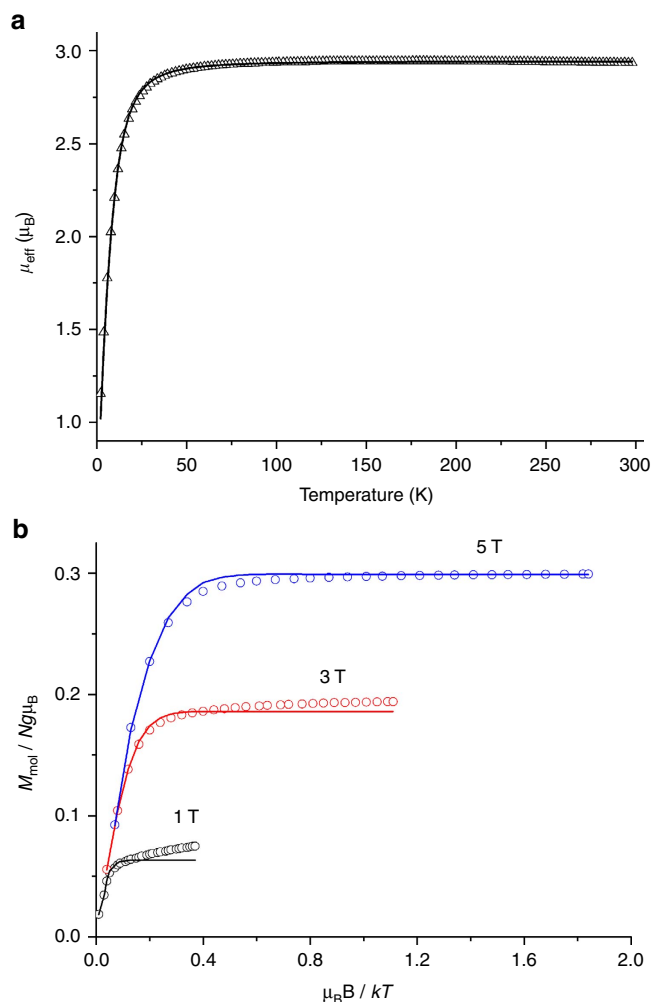 a
3.0
2.5
2.0
1.5
1.0
μeff (μB)
0 50 100 150 200 250 300
Temperature (K)
b
5 T
0.3
3 T
0.2
1 T
0.1
0.0
Mmol / NgμB
0.0 0.4 0.8 1.2 1.6 2.0
μBB / kT